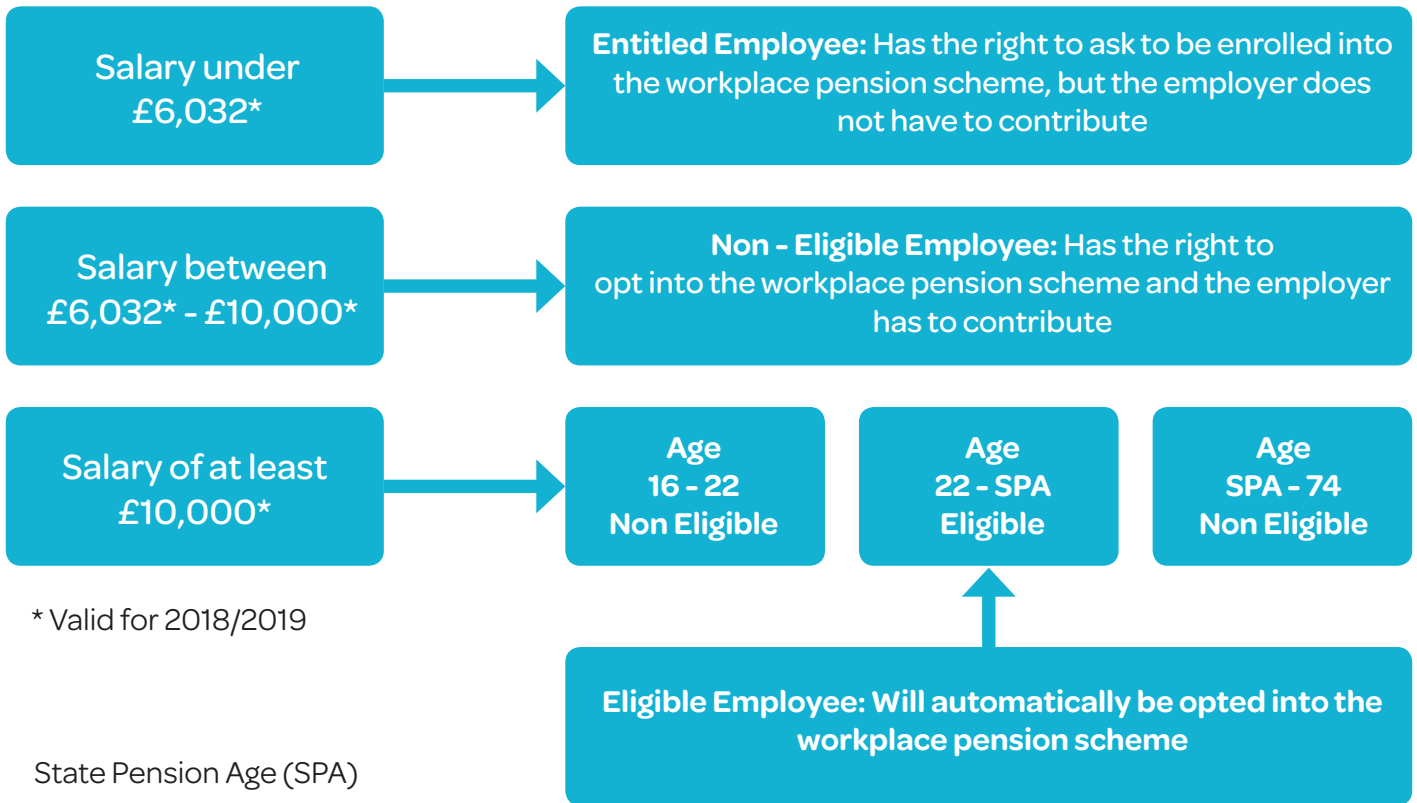 Salary under
£6,032*
Entitled Employee: Has the right to ask to be enrolled into
the workplace pension scheme, but the employer does
not have to contribute
Salary between
£6,032* - £10,000*
Non - Eligible Employee: Has the right to
opt into the workplace pension scheme and the employer
has to contribute
Salary of at least
£10,000*
Age
16 - 22
Non Eligible
Age
22 - SPA
Eligible
Age
SPA - 74
Non Eligible
* Valid for 2018/2019
Eligible Employee: Will automatically be opted into the
workplace pension scheme
State Pension Age (SPA)